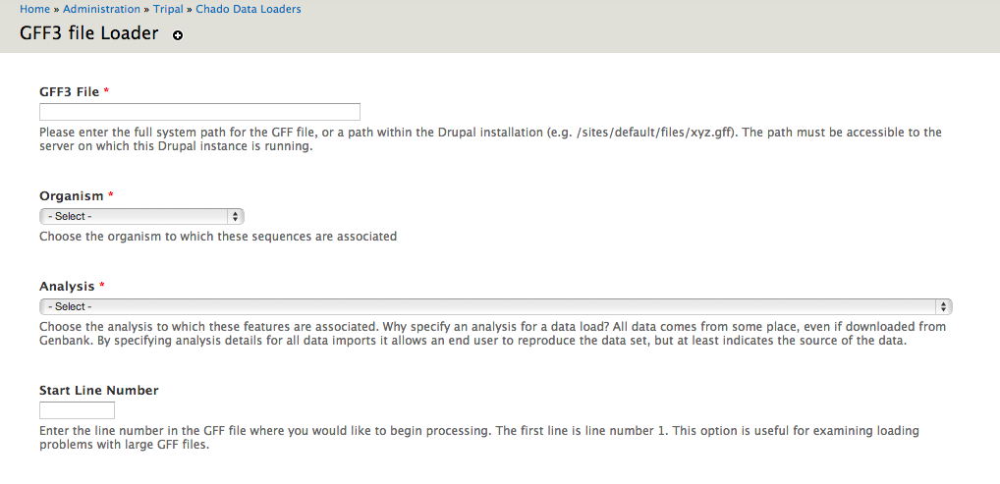 Home » Administration » Tripal » Chado Data Loaders
GFF3 file Loader
GFF3 File *
Please enter the full system path for the GFF file, or a path within the Drupal installation (e.g. /sites/default/files/xyz.gff). The path must be accessible to the
server on which this Drupal instance is running.
Organism *
- Select -
Choose the organism to which these sequences are associated
Analysis *
- Select -
Choose the analysis to which these features are associated. Why specify an analysis for a data load? All data comes from some place, even if downloaded from
Genbank. By specifying analysis details for all data imports it allows an end user to reproduce the data set, but at least indicates the source of the data.
Start Line Number
Enter the line number in the GFF file where you would like to begin processing. The first line is line number 1. This option is useful for examining loading
problems with large GFF files.